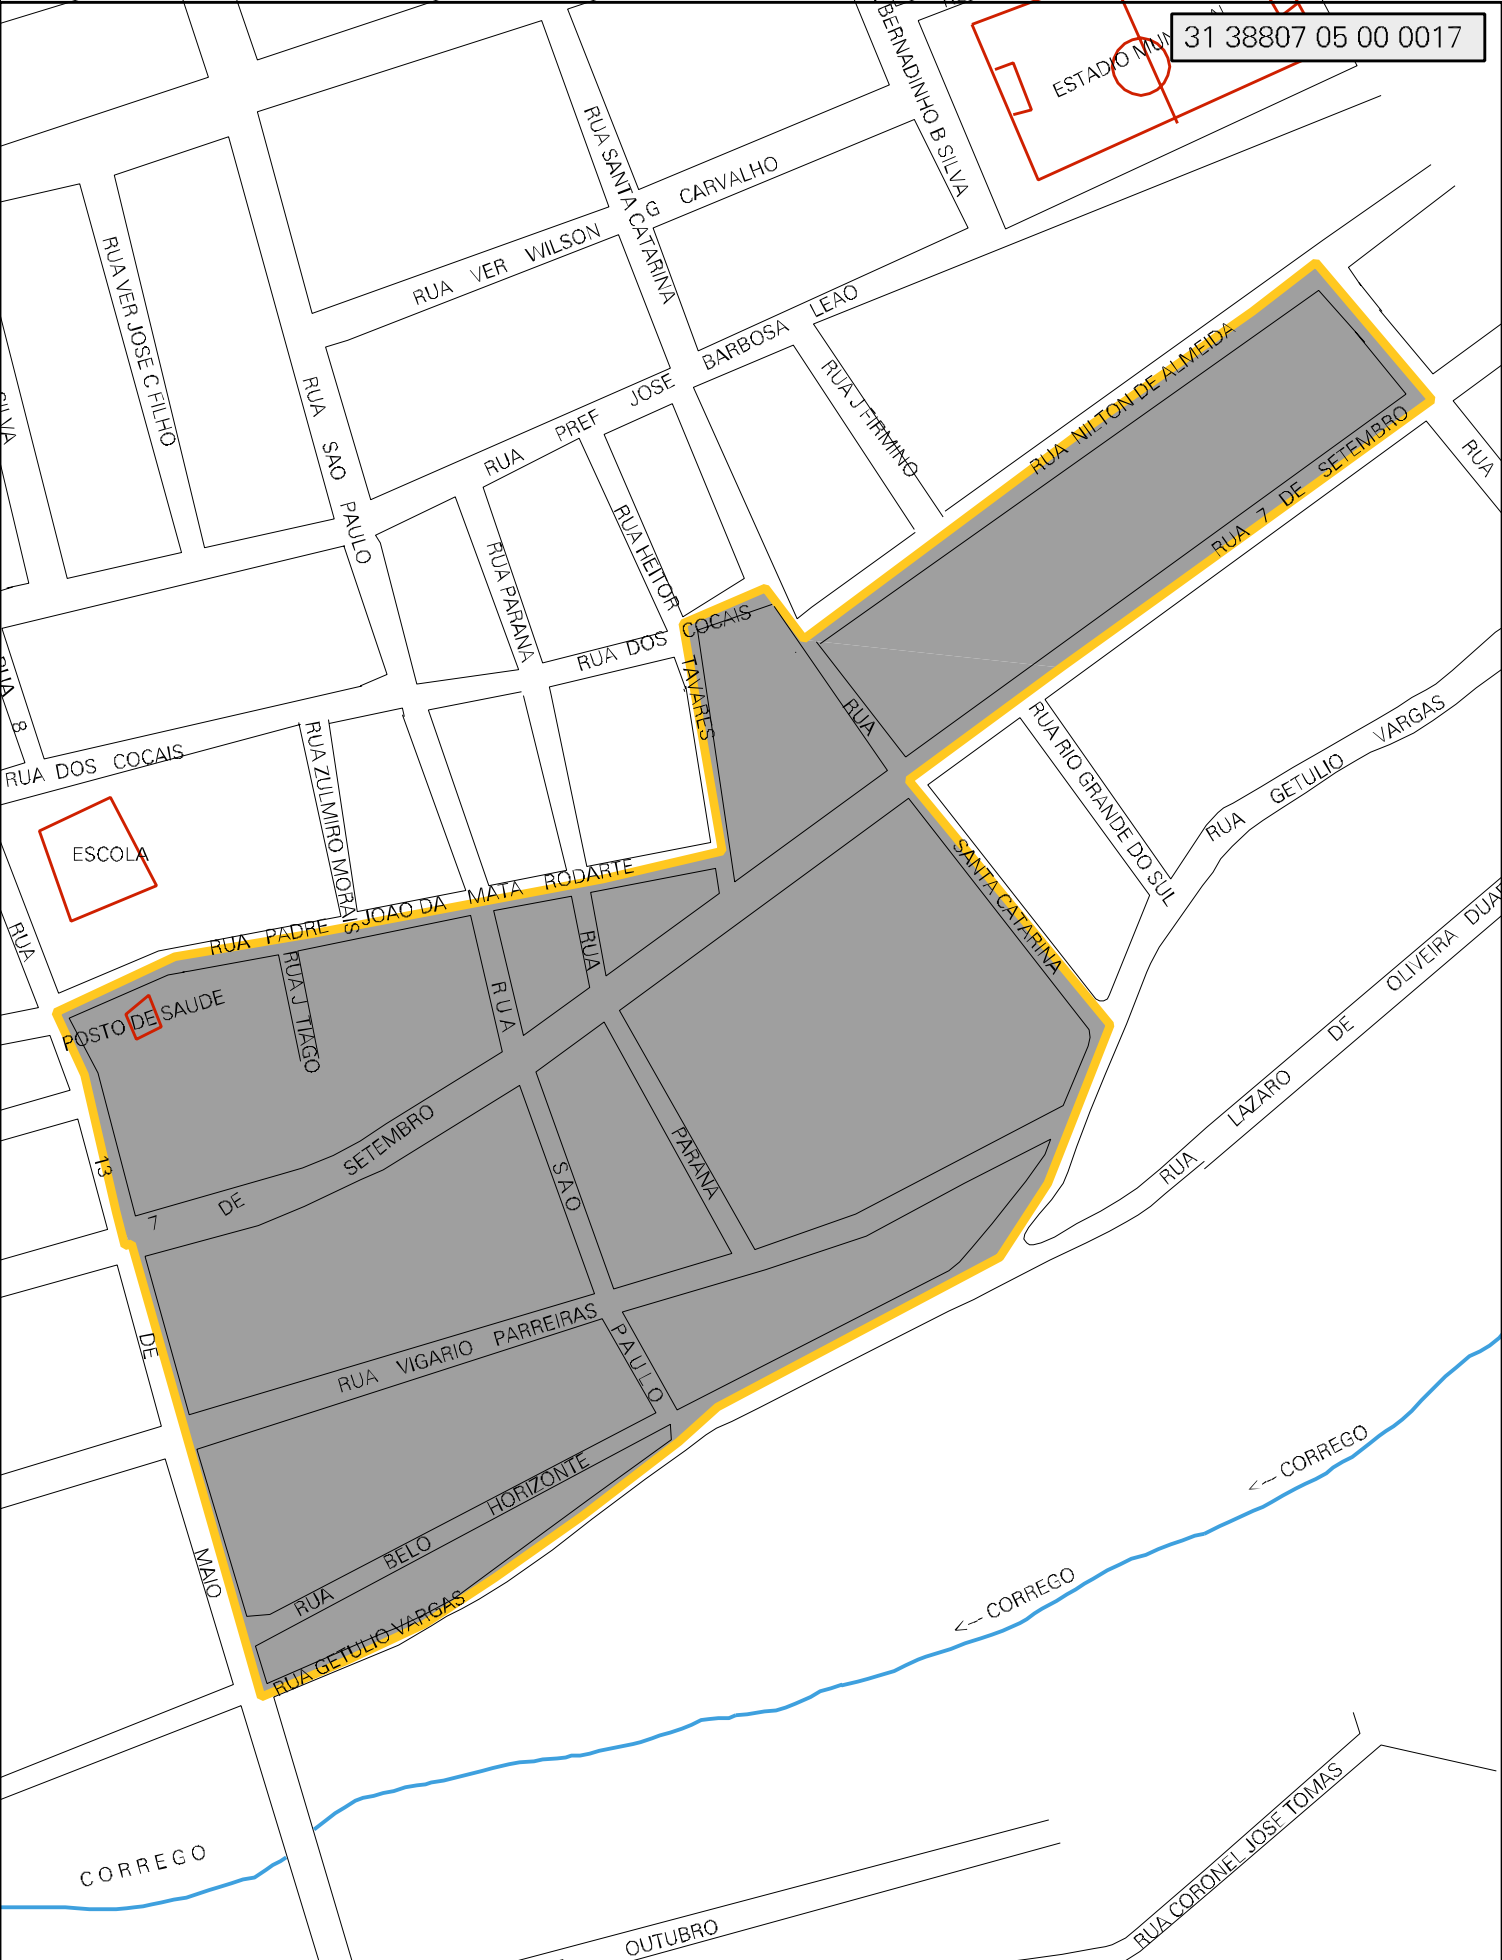 31 38807 05 00 0017
BERNADINHO B SILVA
RUA SANTA CATARINA
RUA VER WILSON G CARVALHO
RUA VER JOSE C FILHO
RUA PREF JOSE BARBOSA LEAO
RUA J FIRMINO
RUA NILTON DE ALMEIDA
RUA 7 DE SETEMBRO
RUA
RUA SAO PAULO
SILVA
RUA HEITOR TAVARES
RUA PARANA
RUA DOS COCAIS
RUA 8
RUA DOS COCAIS
RUA ZULMIRO MORAIS
ESCOLA
RUA SANTA CATARINA
RUA RIO GRANDE DO SUL
RUA GETULIO VARGAS
RUA PADRE JOAO DA MATA RODARTE
RUA 13 DE MAIO
POSTO DE SAUDE
RUA J TIAGO
RUA SAO PAULO
RUA PARANA
7 DE SETEMBRO
RUA LAZARO DE OLIVEIRA
RUA VIGARIO PARREIRAS
RUA BELO HORIZONTE
RUA GETULIO VARGAS
<-- CORREGO
<-- CORREGO
CORREGO
RUA CORONEL JOSE TOMAS
OUTUBRO